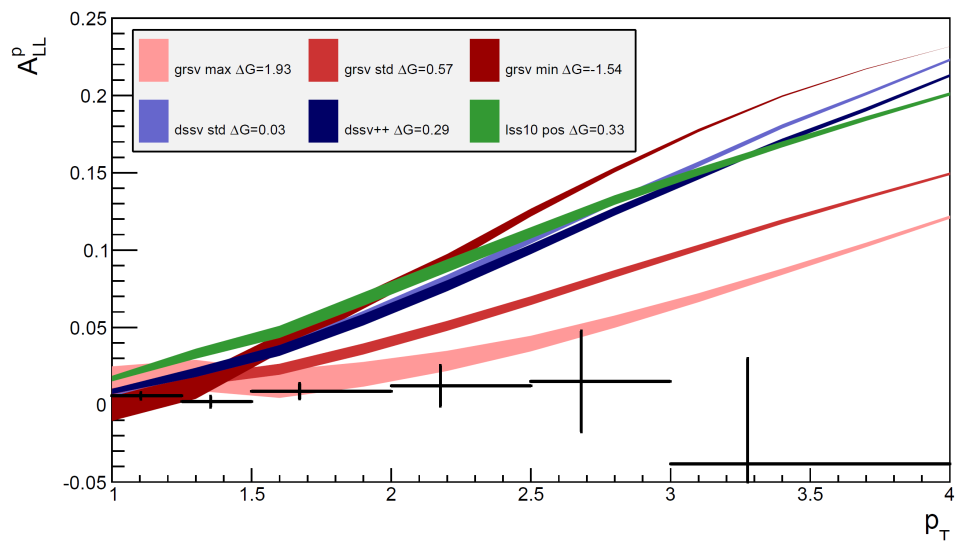 A_LL^p
0.25
0.2
0.15
0.1
0.05
0
-0.05
grsv max ΔG=1.93 grsv std ΔG=0.57 grsv min ΔG=-1.54
dssv std ΔG=0.03 dssv++ ΔG=0.29 lss10 pos ΔG=0.33
1 1.5 2 2.5 3 3.5 4
p_T